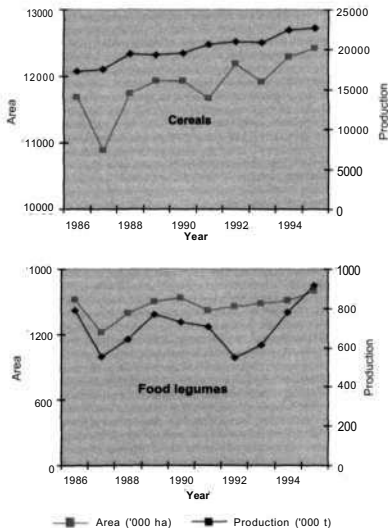 13000
12000
11000
10000
Area
Cereals
25000
20000
15000
10000
5000
0
Production
1986 1988 1990 1992 1994
Year
1200
600
0
Area
Food legumes
1000
800
600
400
200
0
Production
1986 1988 1990 1992 1994
Year
Area ('000 ha) Production ('000 t)